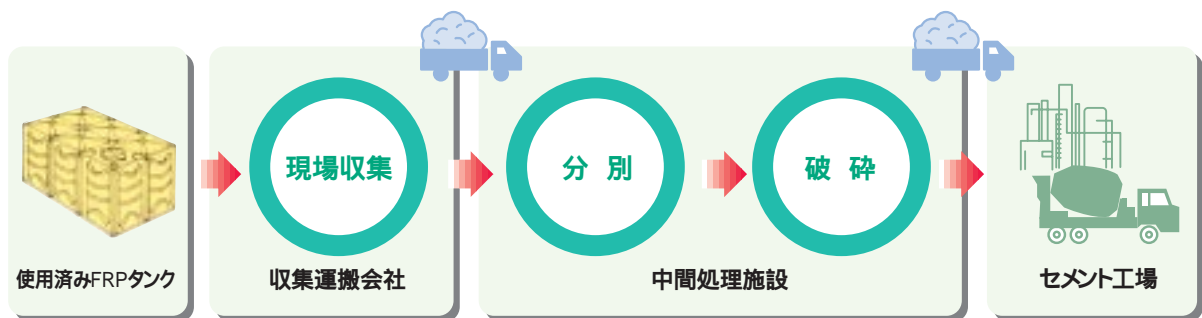 現場収集
分別
破砕
使用済みFRPタンク
収集運搬会社
中間処理施設
セメント工場